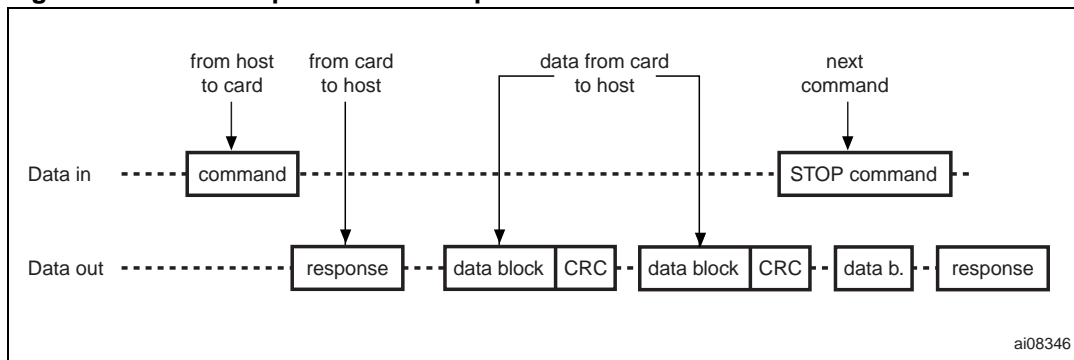 from host
to card
from card
to host
data from card
to host
next
command
Data in
command
STOP command
Data out
response
data block
CRC
data block
CRC
data b.
response
ai08346